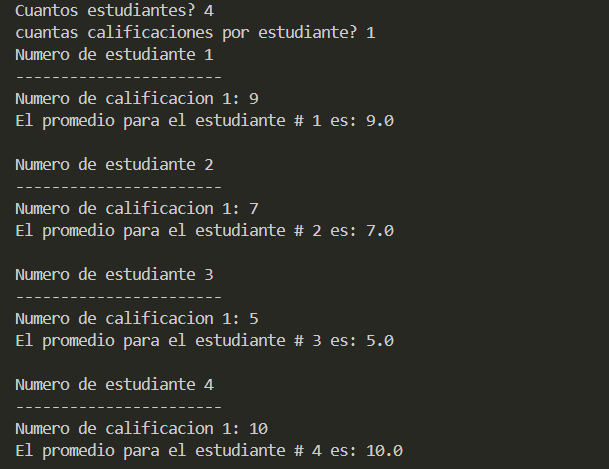 Cuantos estudiantes? 4
cuantas calificaciones por estudiante? 1
Numero de estudiante 1
-----------------------
Numero de calificacion 1: 9
El promedio para el estudiante # 1 es: 9.0
Numero de estudiante 2
-----------------------
Numero de calificacion 1: 7
El promedio para el estudiante # 2 es: 7.0
Numero de estudiante 3
-----------------------
Numero de calificacion 1: 5
El promedio para el estudiante # 3 es: 5.0
Numero de estudiante 4
-----------------------
Numero de calificacion 1: 10
El promedio para el estudiante # 4 es: 10.0